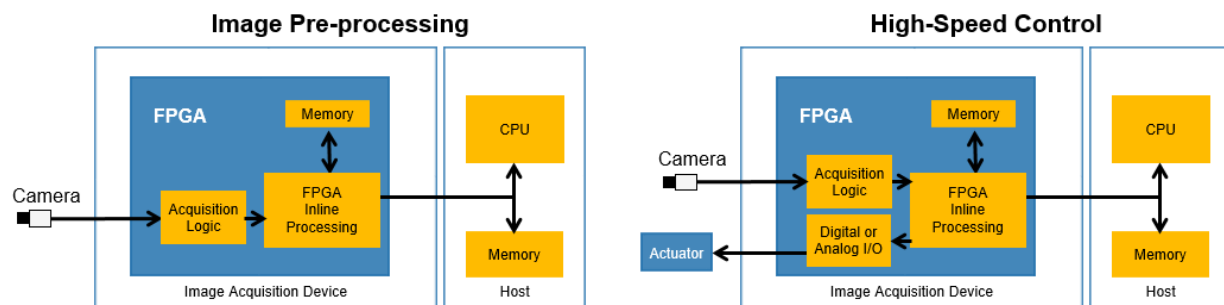 Image Pre-processing
FPGA
Memory
CPU
Camera
Acquisition
Logic
FPGA
Inline
Processing
Memory
Image Acquisition Device
Host
High-Speed Control
FPGA
Memory
CPU
Camera
Acquisition
Logic
FPGA
Inline
Processing
Digital or
Analog I/O
Actuator
Memory
Image Acquisition Device
Host